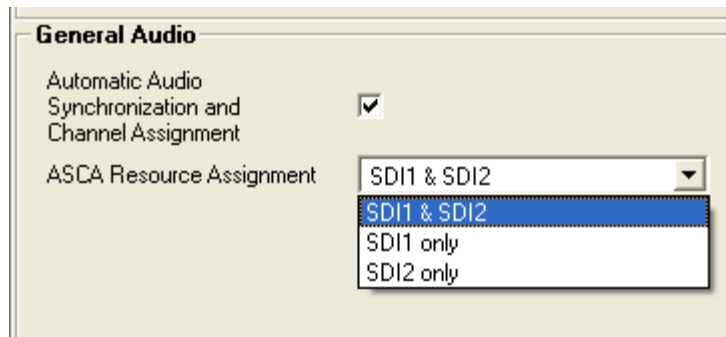 General Audio
Automatic Audio
Synchronization and
Channel Assignment
ASCA Resource Assignment
SDI1 & SDI2
SDI1 & SDI2
SDI1 only
SDI2 only